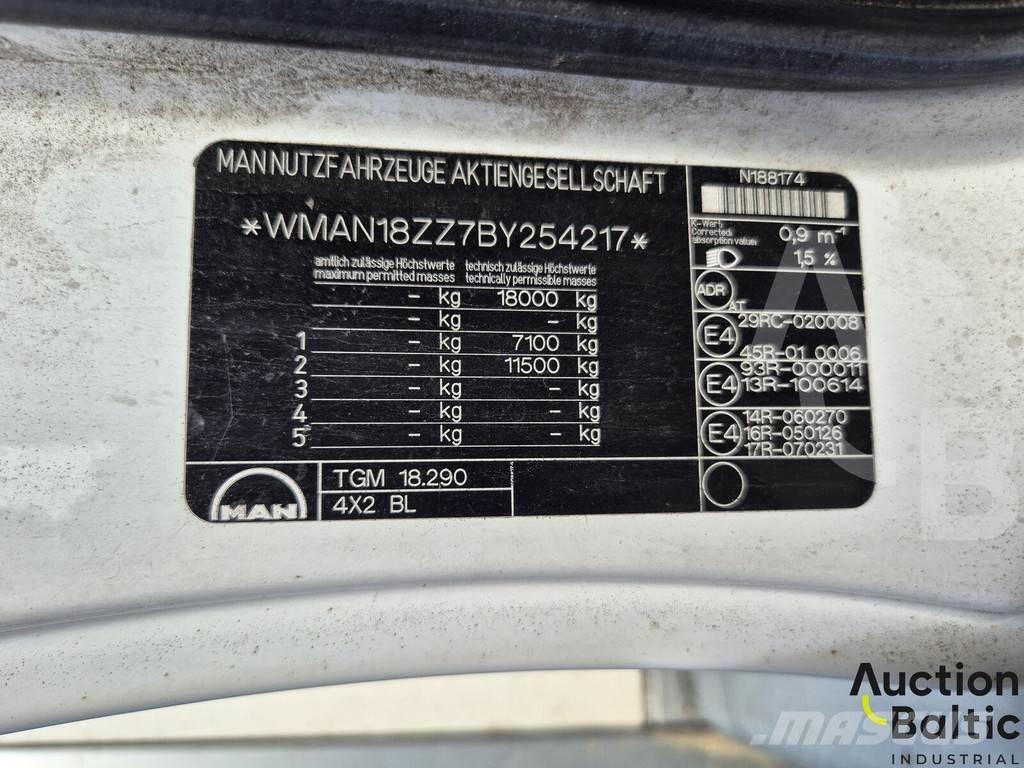 MAN NUTZFAHRZEUGE AKTIENGESELLSCHAFT
*WMAN18ZZ7BY254217*
amtlich zulässige Höchstwerte technisch zulässige Höchstwerte
maximum permitted masses technically permissible masses
- kg 18000 kg
- kg - kg
1 - kg 7100 kg
2 - kg 11500 kg
3 - kg - kg
4 - kg - kg
5 - kg - kg
MAN
TGM 18.290
4X2 BL
N188174
K-Wert:
Corrected absorption value: 0,9 m⁻¹
1,5 %
ADR
AT
E4 29RC-020008
45R-01 0006
E4 93R-000011
13R-100614
E4 14R-060270
16R-050126
17R-070231
AB
Auction
Baltic
INDUSTRIAL
MASCUS